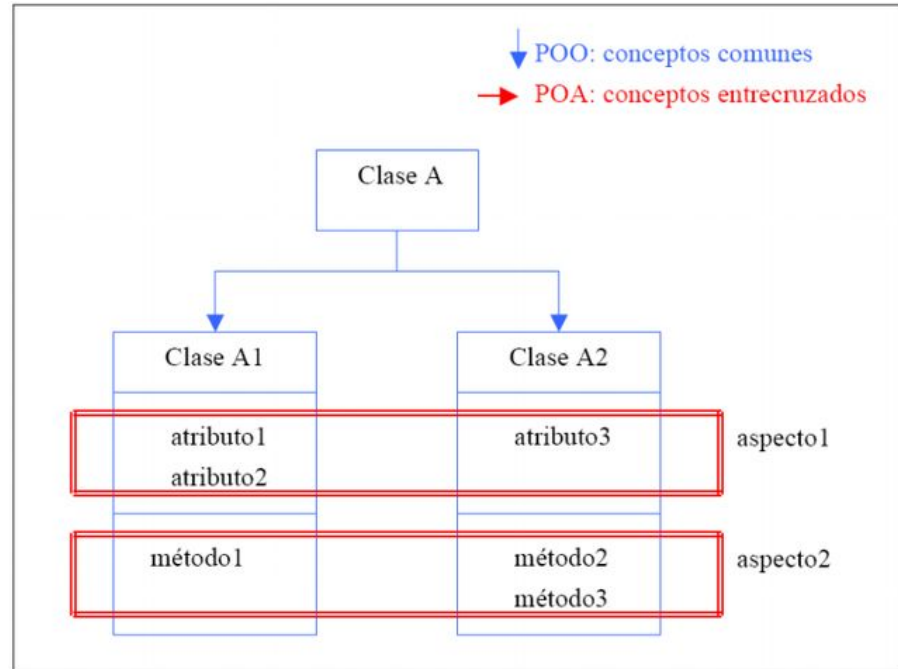 POO: conceptos comunes
POA: conceptos entrecruzados
Clase A
Clase A1
Clase A2
atributo1
atributo3
aspecto1
atributo2
método1
método2
aspecto2
método3